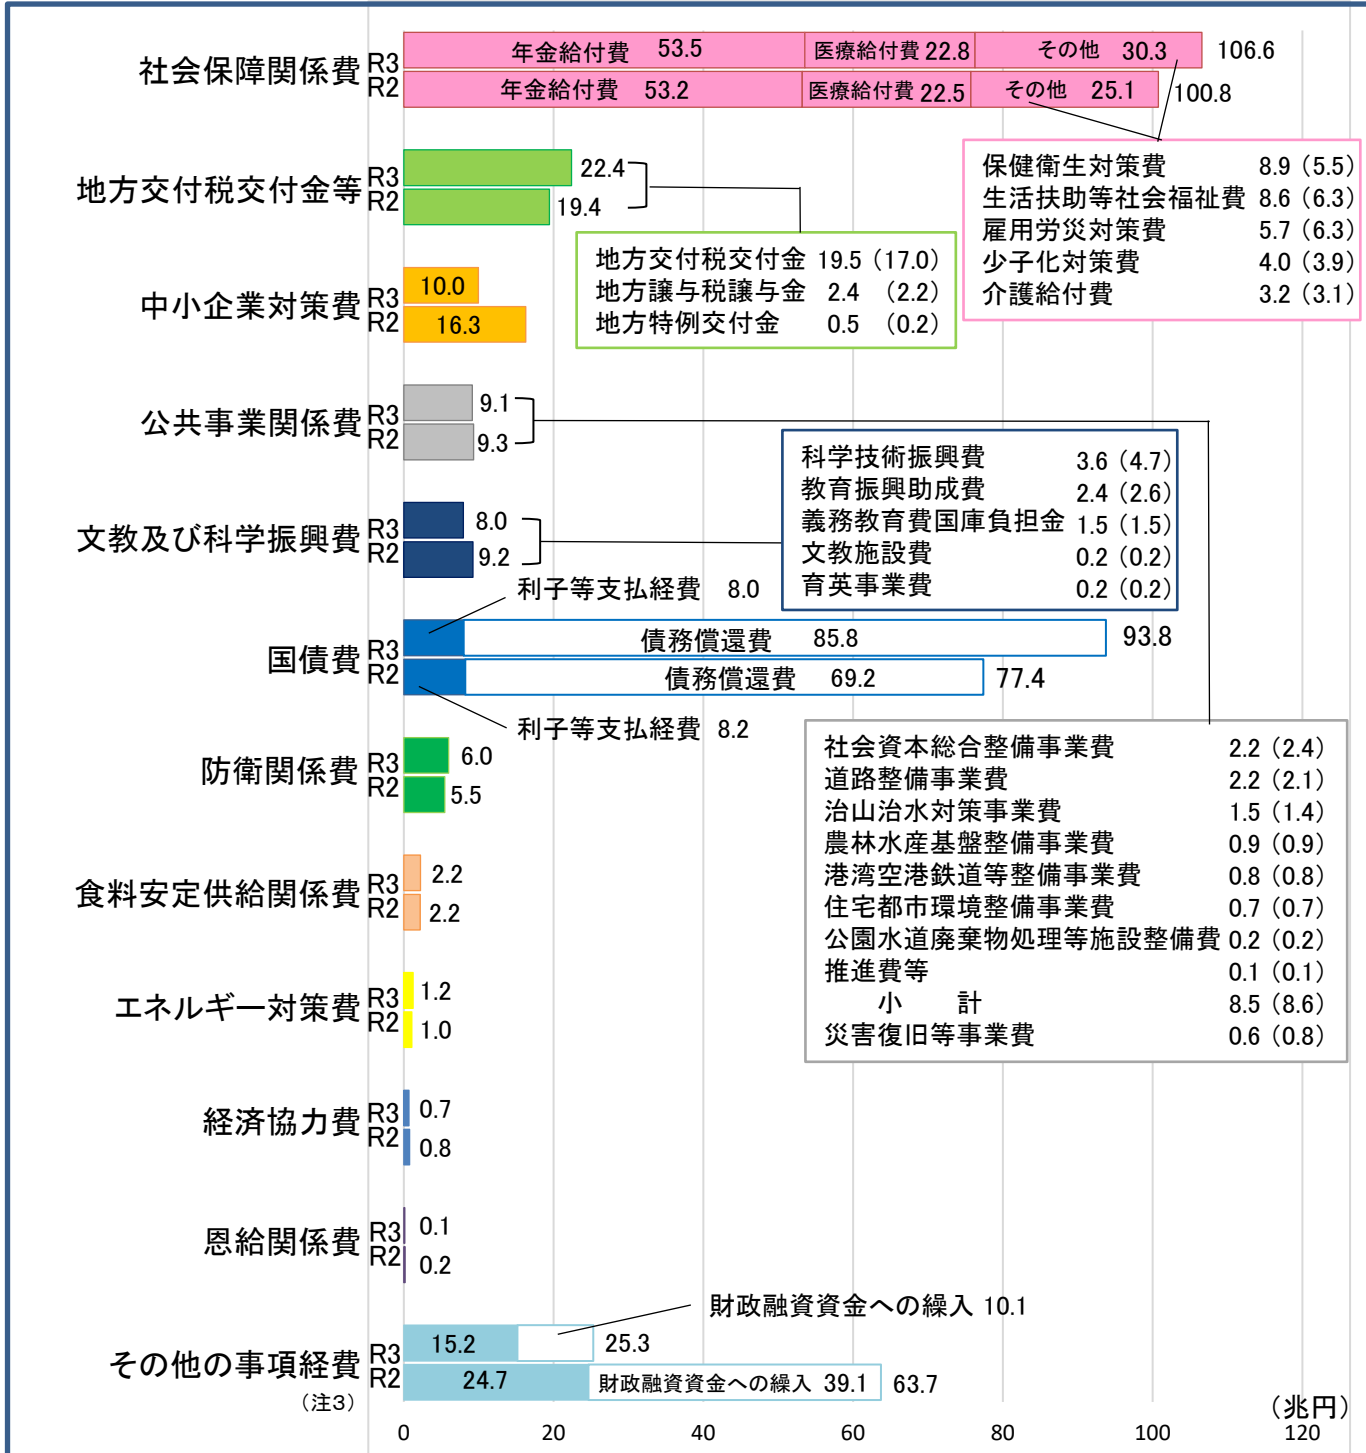 社会保障関係費
R3
年金給付費 53.5
医療給付費 22.8
その他 30.3
106.6
R2
年金給付費 53.2
医療給付費 22.5
その他 25.1
100.8
保健衛生対策費 8.9 (5.5)
生活扶助等社会福祉費 8.6 (6.3)
雇用労災対策費 5.7 (6.3)
少子化対策費 4.0 (3.9)
介護給付費 3.2 (3.1)
地方交付税交付金等
R3
22.4
R2
19.4
地方交付税交付金 19.5 (17.0)
地方譲与税譲与金 2.4 (2.2)
地方特例交付金 0.5 (0.2)
中小企業対策費
R3
10.0
R2
16.3
公共事業関係費
R3
9.1
R2
9.3
科学技術振興費 3.6 (4.7)
教育振興助成費 2.4 (2.6)
義務教育費国庫負担金 1.5 (1.5)
文教施設費 0.2 (0.2)
育英事業費 0.2 (0.2)
文教及び科学振興費
R3
8.0
R2
9.2
利子等支払経費 8.0
国債費
R3
債務償還費 85.8
93.8
R2
債務償還費 69.2
77.4
利子等支払経費 8.2
社会資本総合整備事業費 2.2 (2.4)
道路整備事業費 2.2 (2.1)
治山治水対策事業費 1.5 (1.4)
農林水産基盤整備事業費 0.9 (0.9)
港湾空港鉄道等整備事業費 0.8 (0.8)
住宅都市環境整備事業費 0.7 (0.7)
公園水道廃棄物処理等施設整備費 0.2 (0.2)
推進費等 0.1 (0.1)
小 計 8.5 (8.6)
災害復旧等事業費 0.6 (0.8)
防衛関係費
R3
6.0
R2
5.5
食料安定供給関係費
R3
2.2
R2
2.2
エネルギー対策費
R3
1.2
R2
1.0
経済協力費
R3
0.7
R2
0.8
恩給関係費
R3
0.1
R2
0.2
財政融資資金への繰入 10.1
その他の事項経費
(注3)
R3
15.2
25.3
R2
24.7
財政融資資金への繰入 39.1
63.7
(兆円)
0 20 40 60 80 100 120